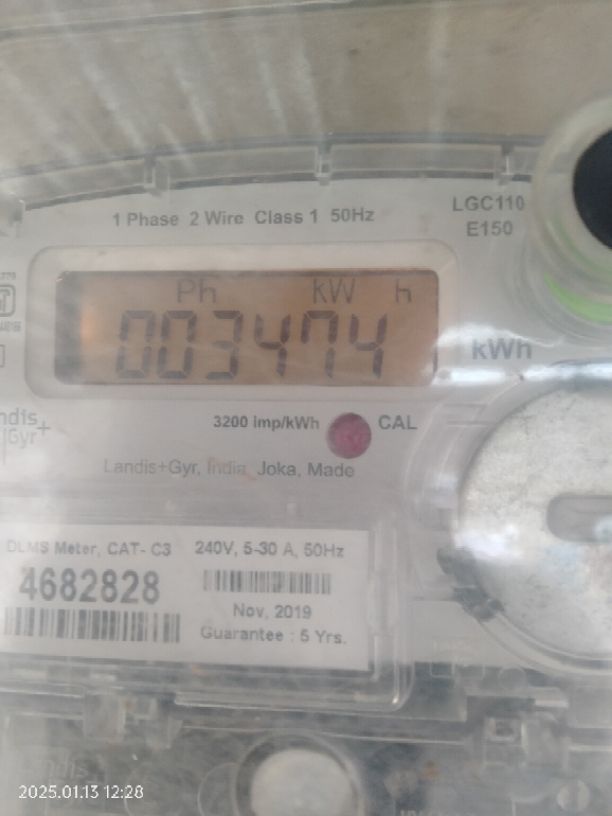 1 Phase 2 Wire Class 1 50Hz
LGC110
E150
Ph kW h
003474
kWh
3200 imp/kWh
CAL
Gyr+
Landis+Gyr, India, Joka, Made
DLMS Meter, CAT- C3
240V, 5-30 A, 50Hz
4682828
Nov, 2019
Guarantee : 5 Yrs.
2025.01.13 12:28